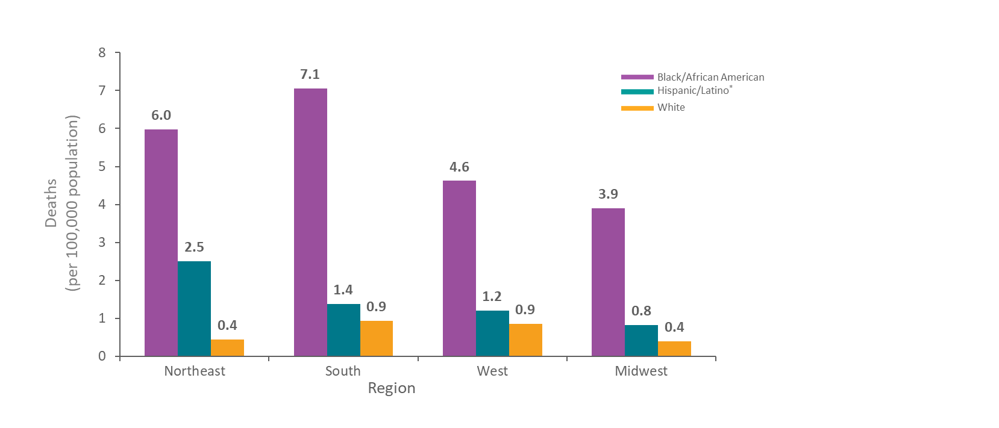 8
7
6
5
4
3
2
1
0
Deaths
(per 100,000 population)
6.0
2.5
0.4
7.1
1.4
0.9
4.6
1.2
0.9
3.9
0.8
0.4
Northeast
South
West
Midwest
Region
Black/African American
Hispanic/Latino*
White